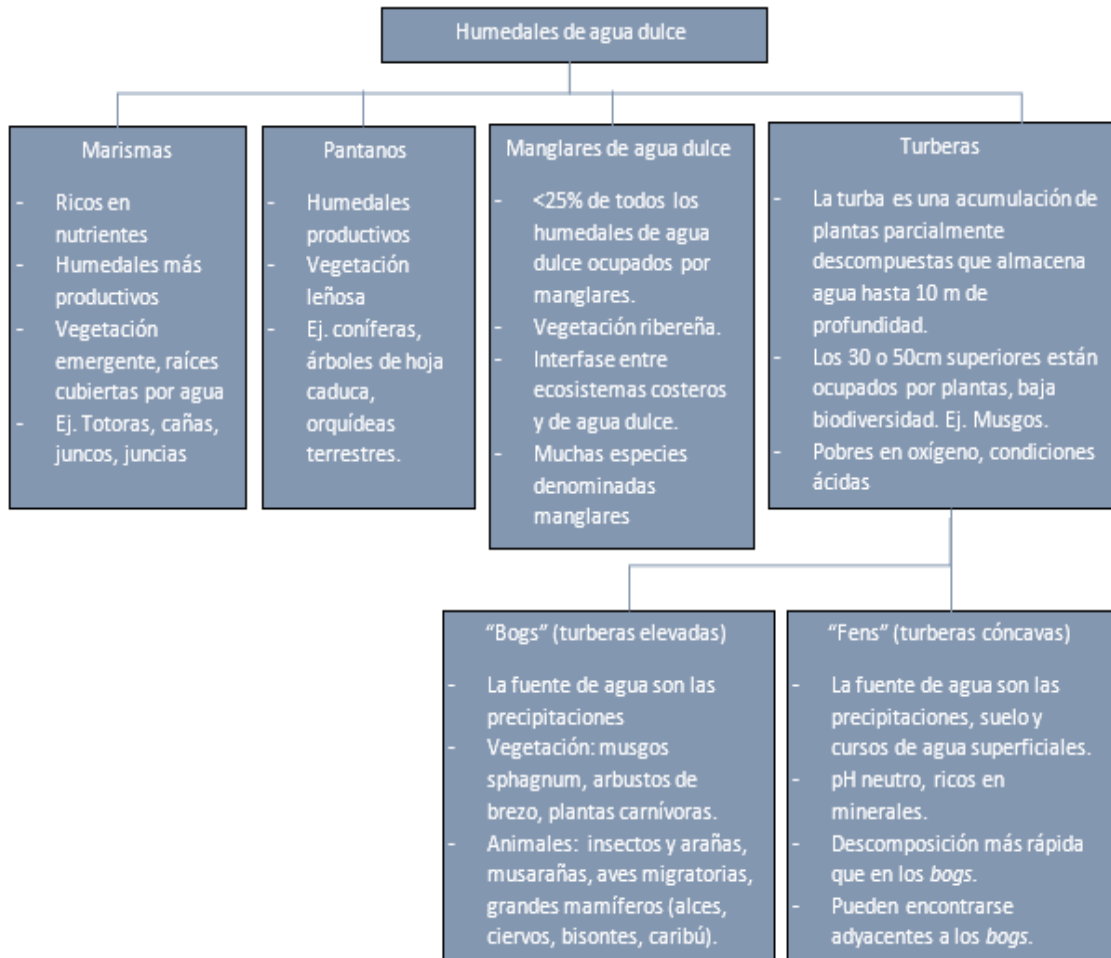 Humedales de agua dulce
Marismas
- Ricos en
nutrientes
- Humedales más
productivos
- Vegetación
emergente, raíces
cubiertas por agua
- Ej. Totoras, cañas,
juncos, juncias
Pantanos
- Humedales
productivos
- Vegetación
leñosa
- Ej. coníferas,
árboles de hoja
caduca,
orquídeas
terrestres.
Manglares de agua dulce
- <25% de todos los
humedales de agua
dulce ocupados por
manglares.
- Vegetación ribereña.
- Interfase entre
ecosistemas costeros
y de agua dulce.
- Muchas especies
denominadas
manglares
Turberas
- La turba es una acumulación de
plantas parcialmente
descompuestas que almacena
agua hasta 10 m de
profundidad.
- Los 30 o 50cm superiores están
ocupados por plantas, baja
biodiversidad. Ej. Musgos.
- Pobres en oxígeno, condiciones
ácidas
“Bogs” (turberas elevadas)
- La fuente de agua son las
precipitaciones
- Vegetación: musgos
sphagnum, arbustos de
brezo, plantas carnívoras.
- Animales: insectos y arañas,
musarañas, aves migratorias,
grandes mamíferos (alces,
ciervos, bisontes, caribú).
“Fens” (turberas cóncavas)
- La fuente de agua son las
precipitaciones, suelo y
cursos de agua superficiales.
- pH neutro, ricos en
minerales.
- Descomposición más rápida
que en los bogs.
- Pueden encontrarse
adyacentes a los bogs.